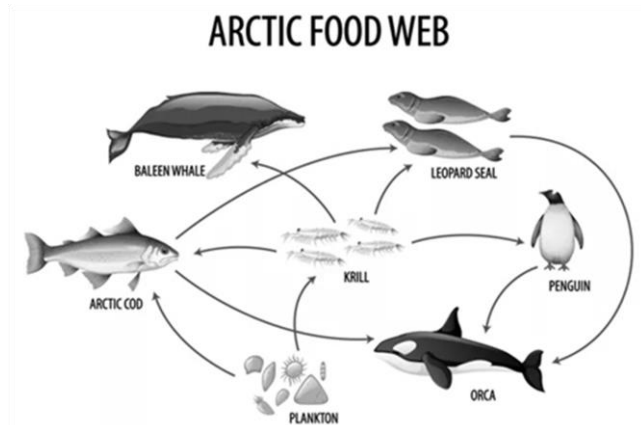 ARCTIC FOOD WEB
BALEEN WHALE
LEOPARD SEAL
KRILL
PENGUIN
ARCTIC COD
ORCA
PLANKTON